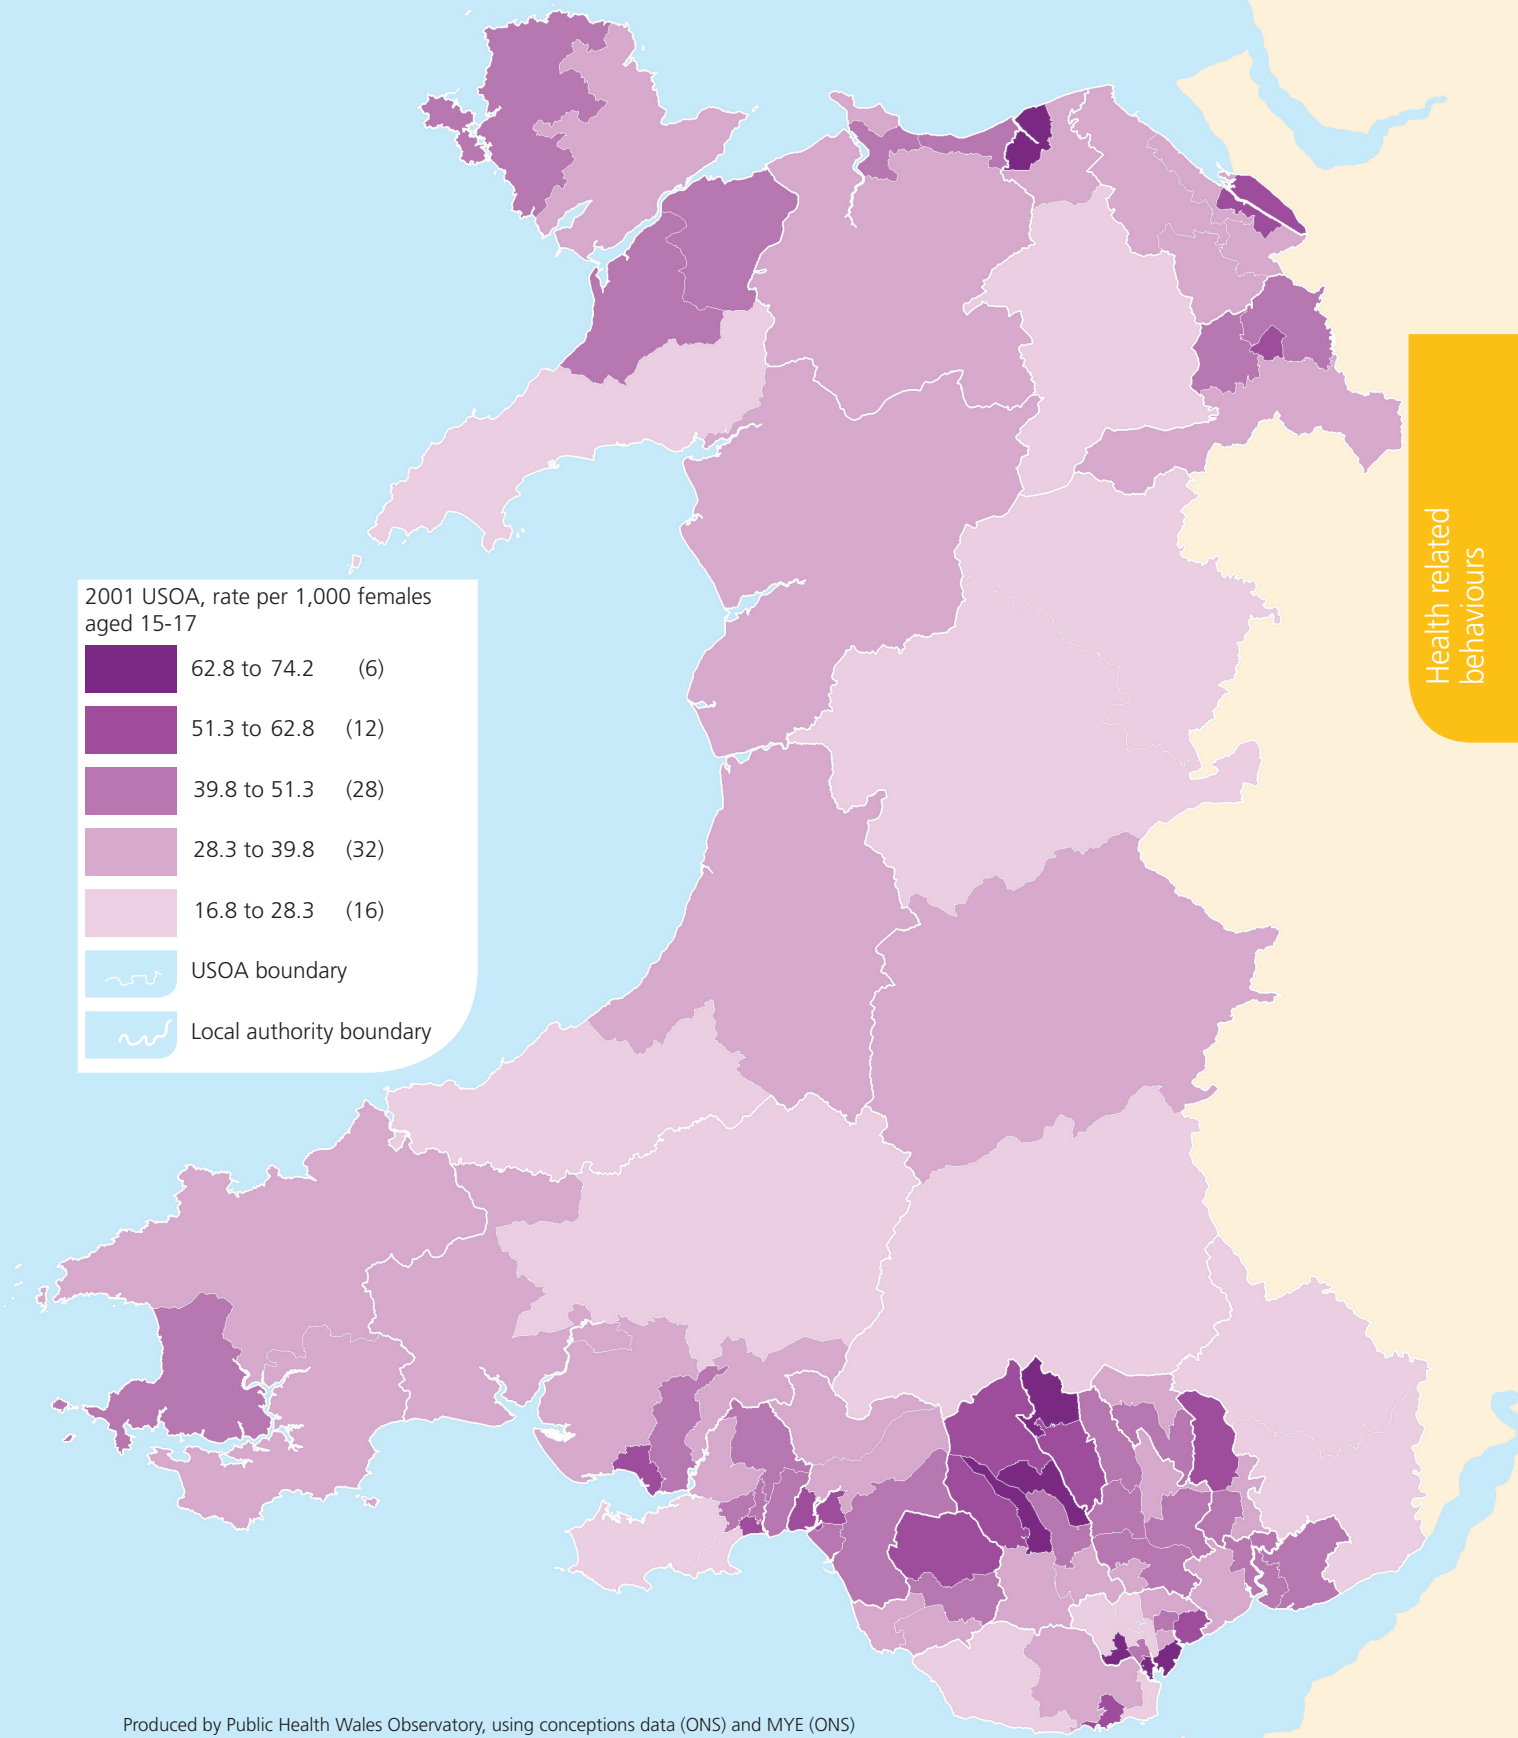 Health related
behaviours
2001 USOA, rate per 1,000 females
aged 15-17
62.8 to 74.2 (6)
51.3 to 62.8 (12)
39.8 to 51.3 (28)
28.3 to 39.8 (32)
16.8 to 28.3 (16)
USOA boundary
Local authority boundary
Produced by Public Health Wales Observatory, using conceptions data (ONS) and MYE (ONS)